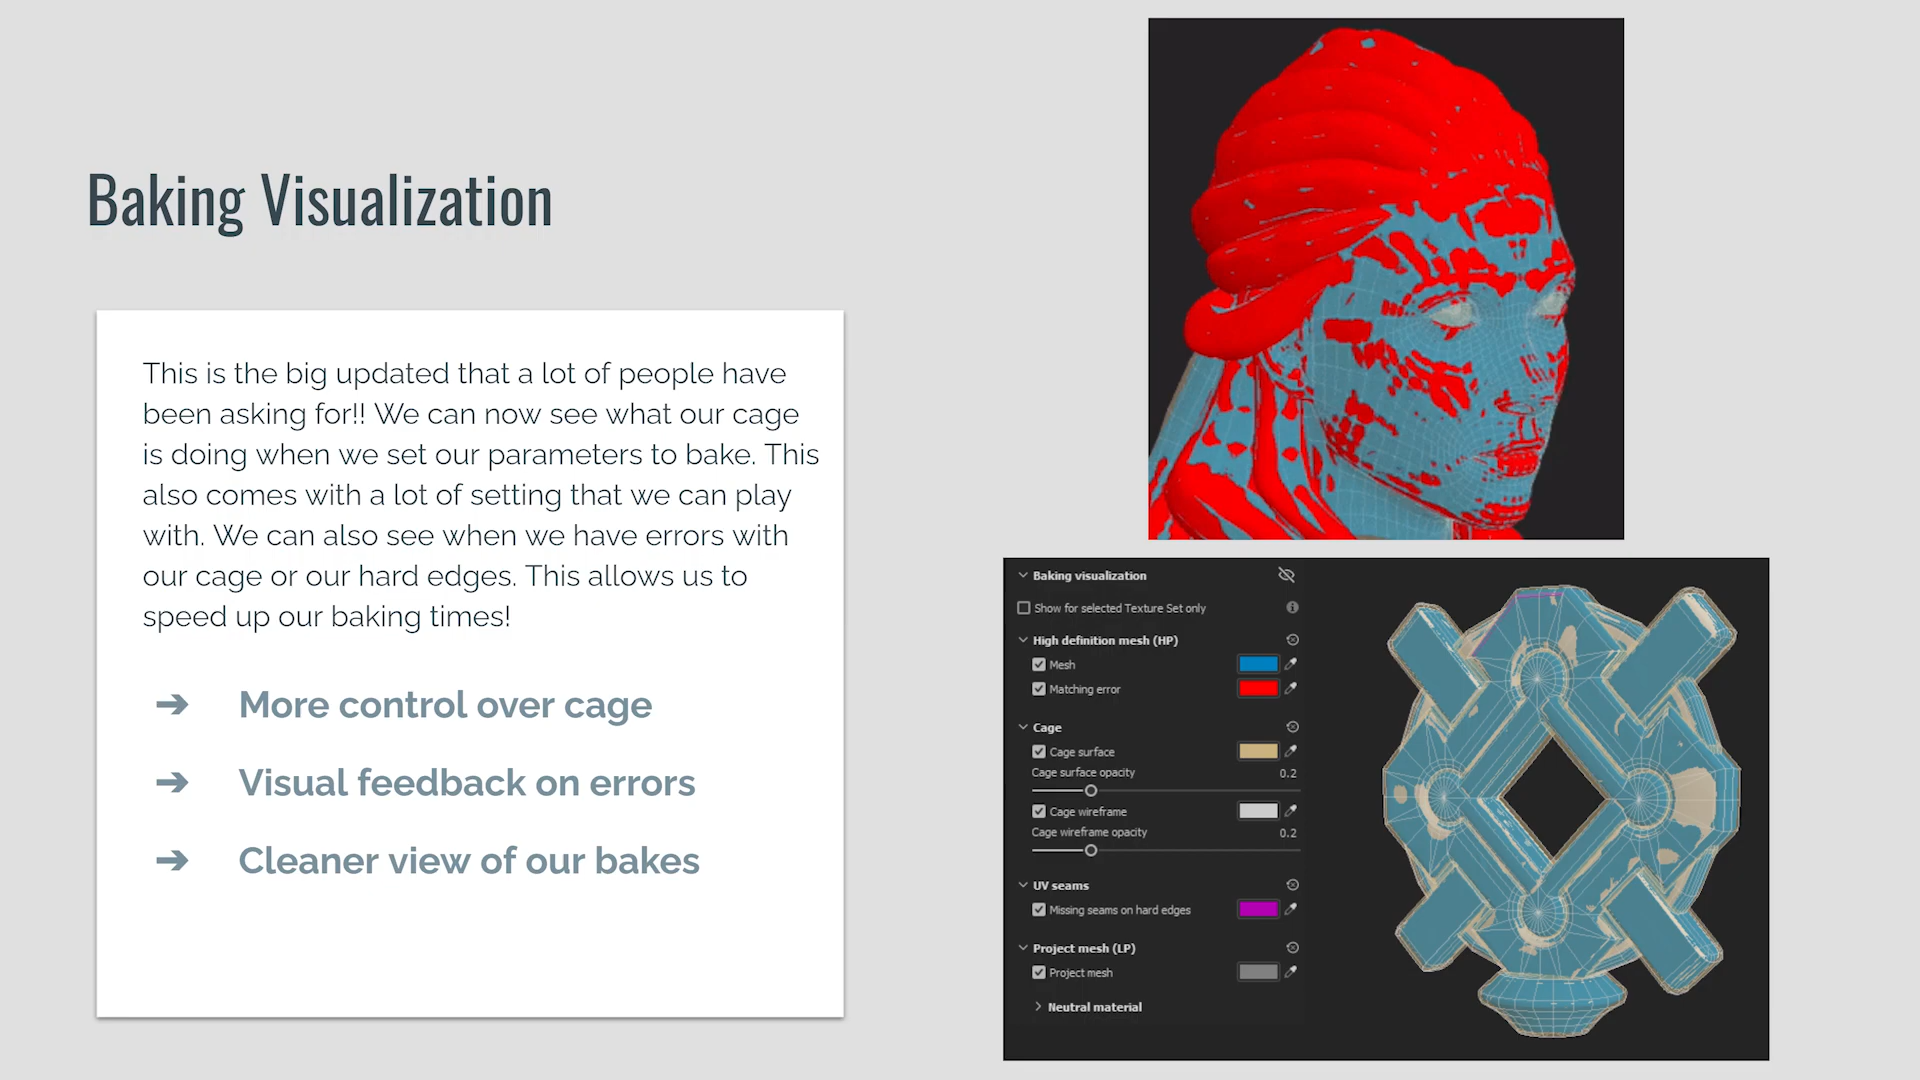 Baking Visualization
This is the big updated that a lot of people have
been asking for!! We can now see what our cage
is doing when we set our parameters to bake. This
also comes with a lot of setting that we can play
with. We can also see when we have errors with
our cage or our hard edges. This allows us to
speed up our baking times!
➔ More control over cage
➔ Visual feedback on errors
➔ Cleaner view of our bakes
Baking visualization
Show for selected Texture Set only
High definition mesh (HP)
Mesh
Matching error
Cage
Cage surface
Cage surface opacity 0.2
Cage wireframe
Cage wireframe opacity 0.2
UV seams
Missing seams on hard edges
Project mesh (LP)
Project mesh
Neutral material